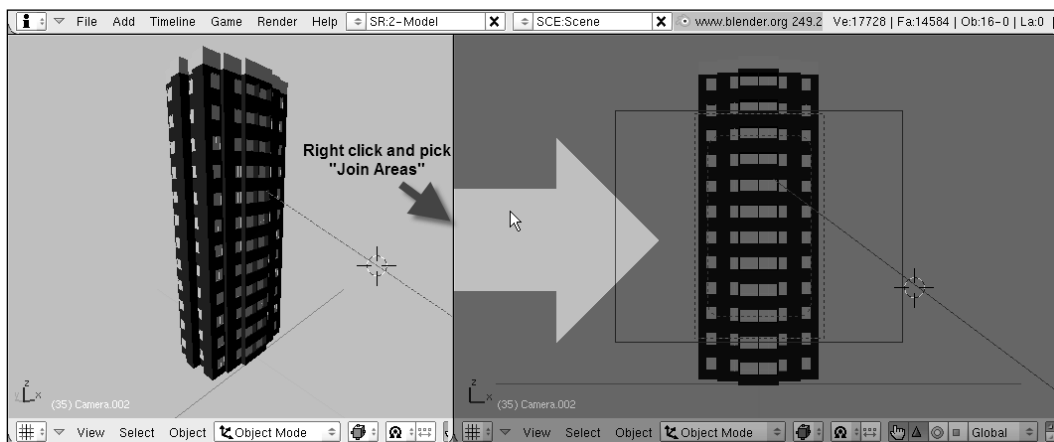 File Add Timeline Game Render Help SR:2-Model X SCE:Scene X www.blender.org 249.2 Ve:17728 | Fa:14584 | Ob:16-0 | La:0
Right click and pick
"Join Areas"
z
x
(35) Camera.002
z
x
(35) Camera.002
View Select Object Object Mode
View Select Object Object Mode Global